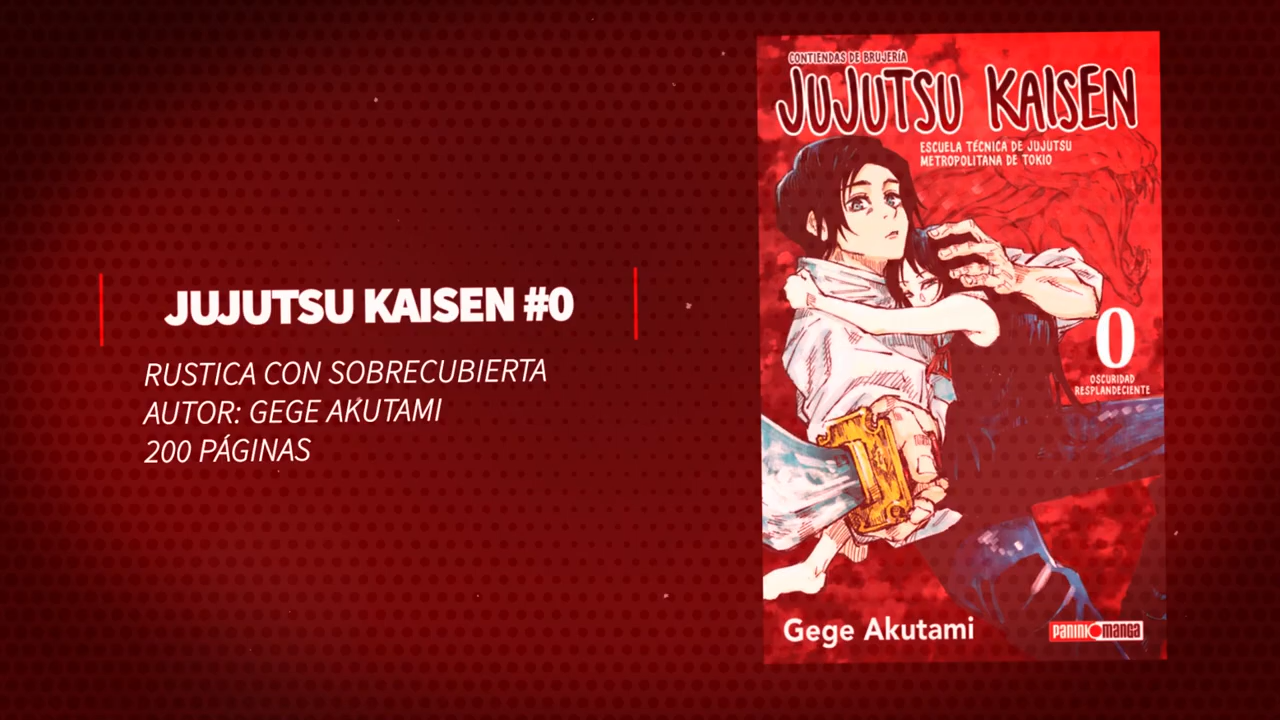 JUJUTSU KAISEN #0
RUSTICA CON SOBRECUBIERTA
AUTOR: GEGE AKUTAMI
200 PÁGINAS
CONTIENDAS DE BRUJERÍA
JUJUTSU KAISEN
ESCUELA TÉCNICA DE JUJUTSU
METROPOLITANA DE TOKIO
0
OSCURIDAD
RESPLANDECIENTE
Gege Akutami
PANINI MANGA